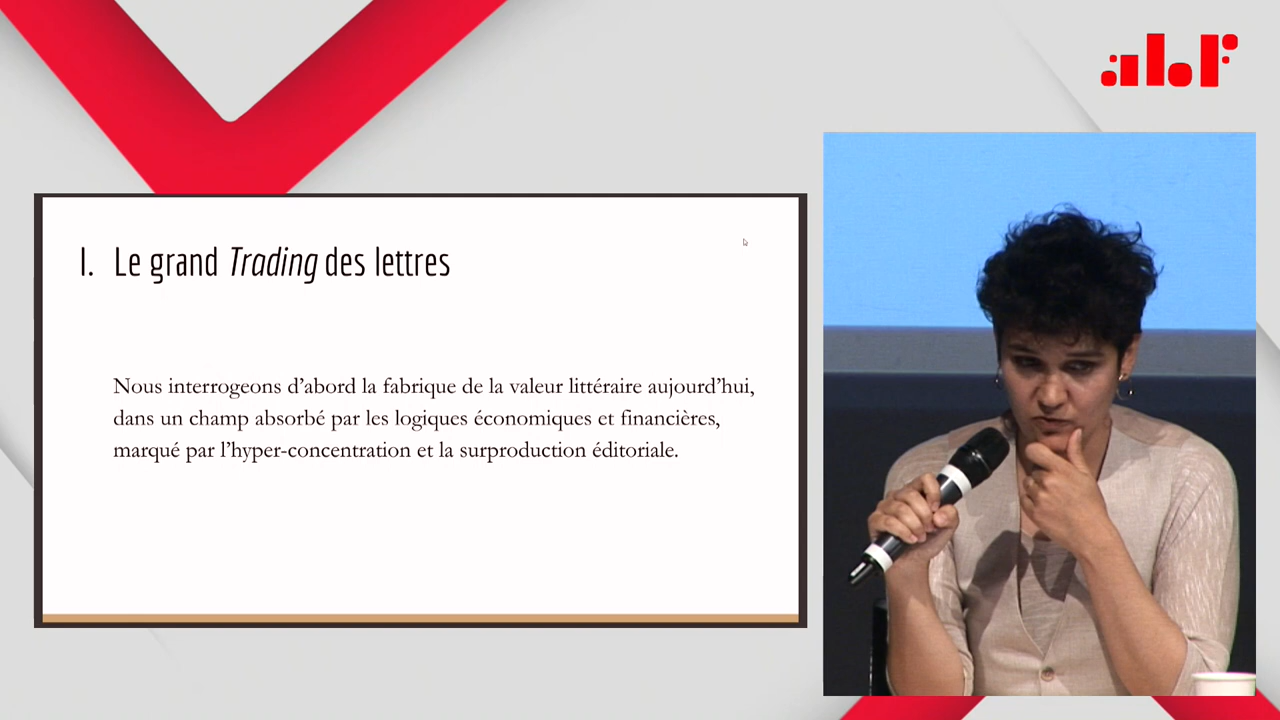 abf
I. Le grand Trading des lettres
Nous interrogeons d’abord la fabrique de la valeur littéraire aujourd’hui,
dans un champ absorbé par les logiques économiques et financières,
marqué par l’hyper-concentration et la surproduction éditoriale.